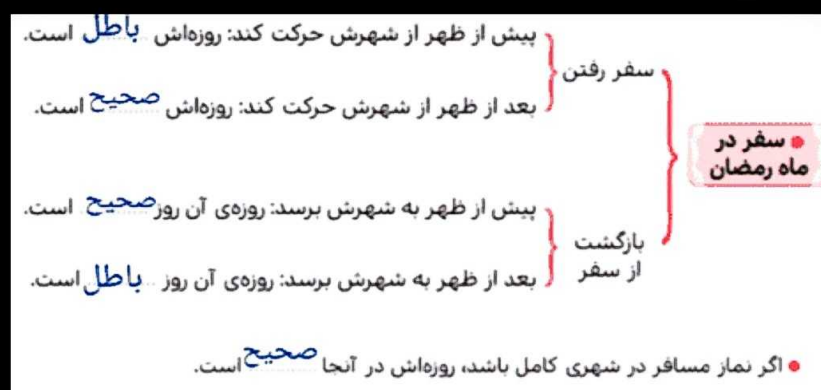 پیش از ظهر از شهرش حرکت کند: روزه‌اش باطل است.
سفر رفتن
بعد از ظهر از شهرش حرکت کند: روزه‌اش صحیح است.
سفر در
ماه رمضان
پیش از ظهر به شهرش برسد: روزه‌ی آن روز صحیح است.
بازگشت
از سفر
بعد از ظهر به شهرش برسد: روزه‌ی آن روز باطل است.
• اگر نماز مسافر در شهری کامل باشد، روزه‌اش در آنجا صحیح است.